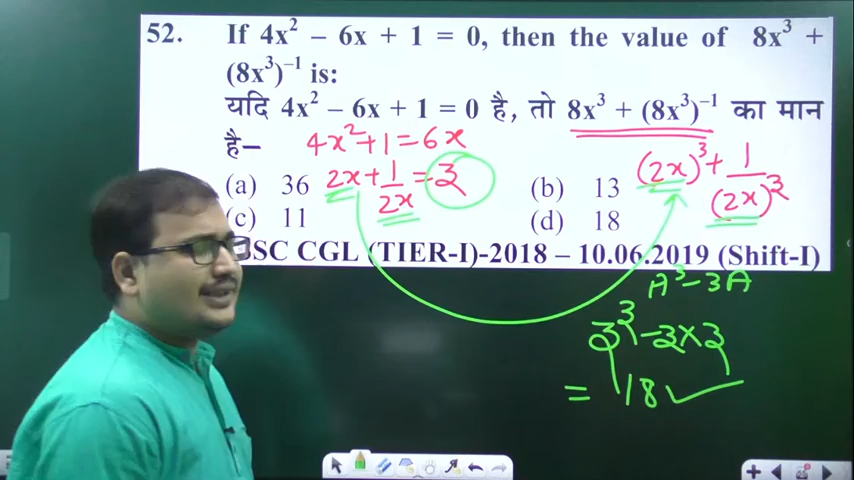 52. If 4x² – 6x + 1 = 0, then the value of 8x³ +
(8x³)⁻¹ is:
यदि 4x² – 6x + 1 = 0 है, तो 8x³ + (8x³)⁻¹ का मान
है–
4x²+1=6x
2x+1/2x=3
(2x)³+1/(2x)³
(a) 36 (b) 13
(c) 11 (d) 18
SSC CGL (TIER-I)-2018 – 10.06.2019 (Shift-I)
A³-3A
3³-3×3
= 18